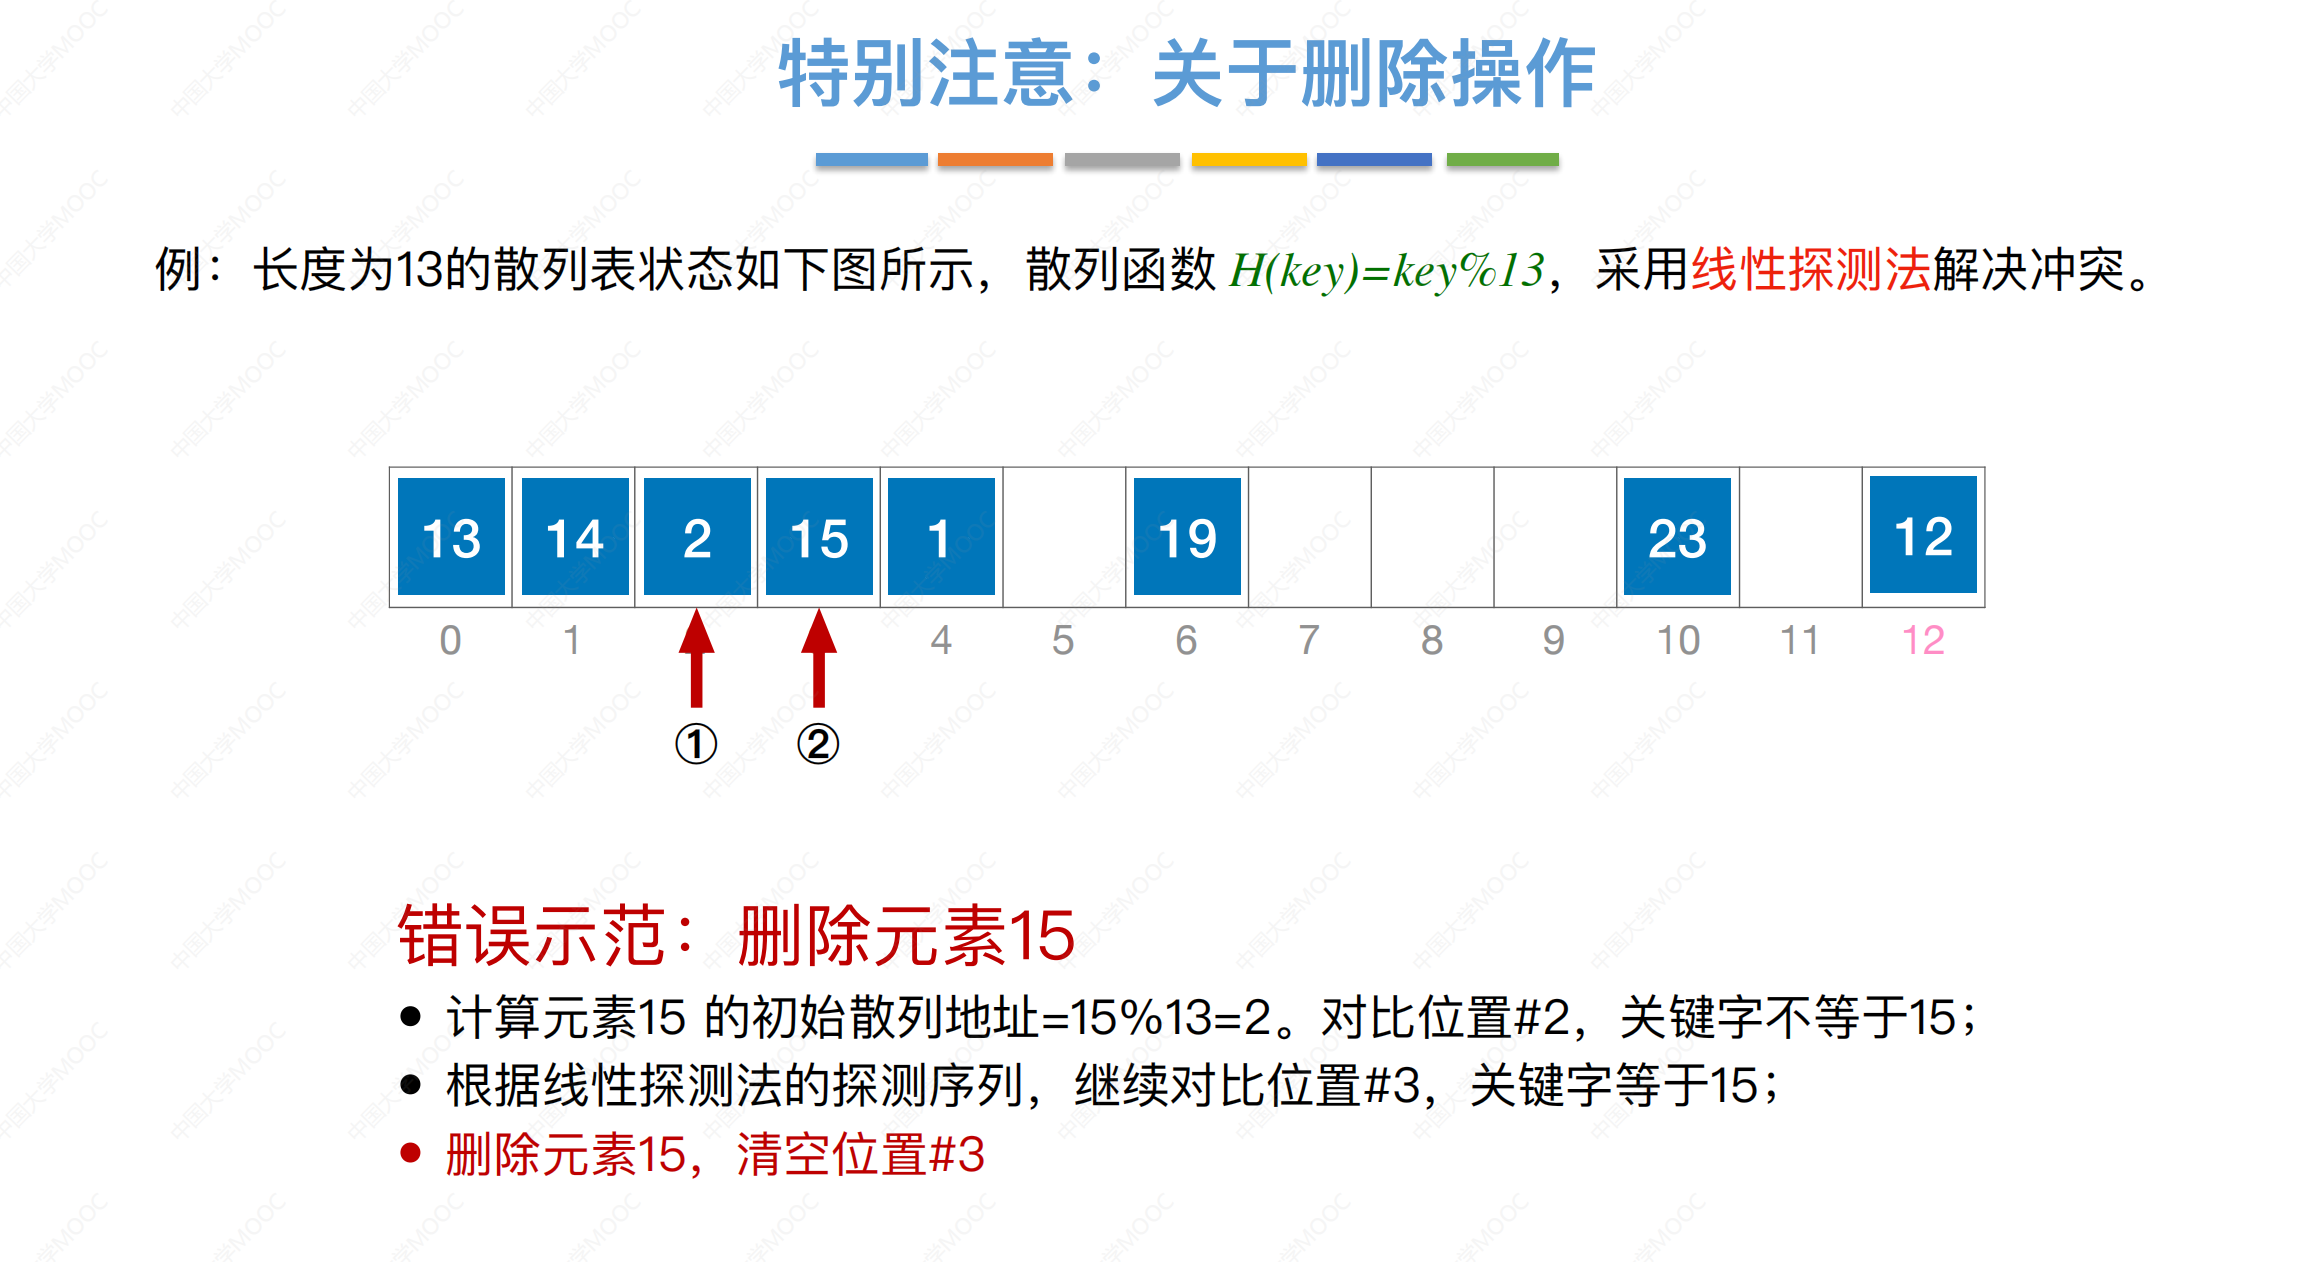 特别注意：关于删除操作
例：长度为13的散列表状态如下图所示，散列函数 H(key)=key%13，采用线性探测法解决冲突。
13 14 2 15 1 19 23 12
0 1 4 5 6 7 8 9 10 11 12
① ②
错误示范：删除元素15
● 计算元素15 的初始散列地址=15%13=2。对比位置#2，关键字不等于15；
● 根据线性探测法的探测序列，继续对比位置#3，关键字等于15；
● 删除元素15，清空位置#3
中国大学MOOC